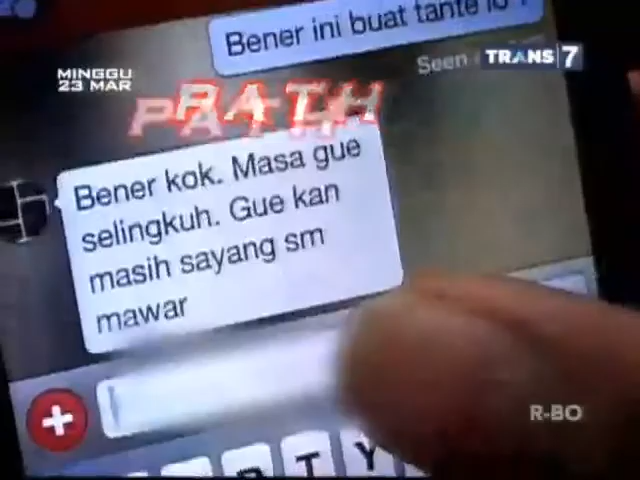 Bener ini buat tante lo ?
Seen
TRANS 7
MINGGU
23 MAR
PATH
Bener kok. Masa gue
selingkuh. Gue kan
masih sayang sm
mawar
R-BO
T Y